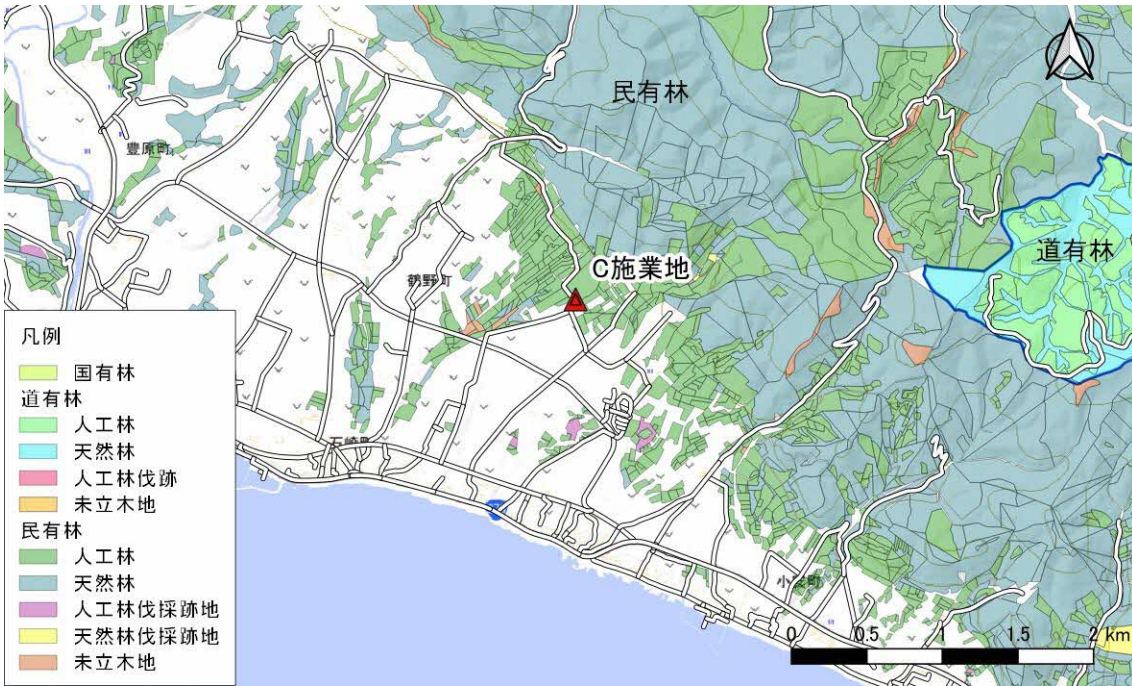 民有林
豊原町
道有林
C施業地
鶴野町
凡例
国有林
道有林
人工林
天然林
人工林伐跡
未立木地
民有林
人工林
天然林
人工林伐採跡地
天然林伐採跡地
未立木地
石崎町
小安町
0 0.5 1 1.5 2 km